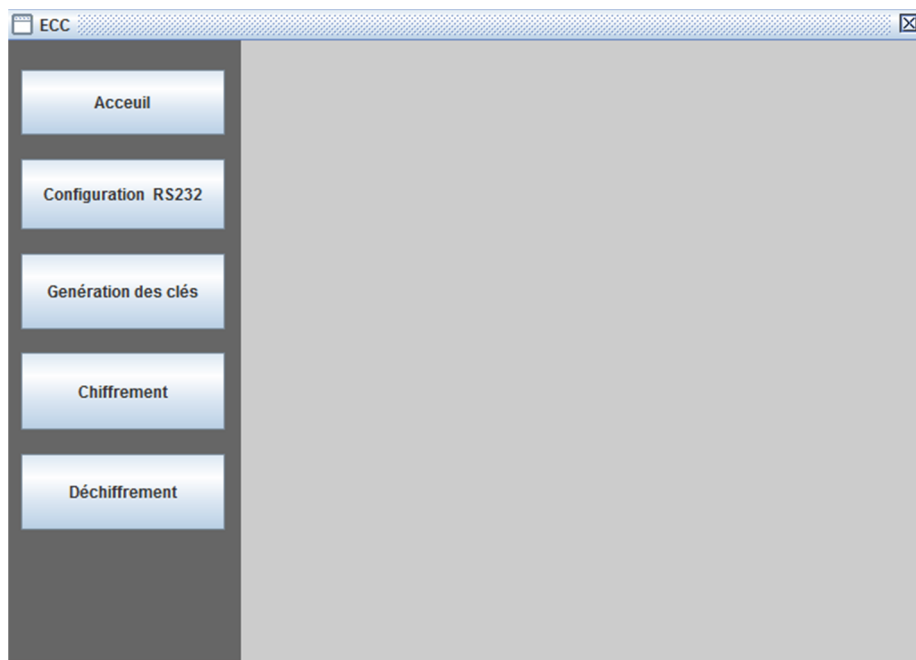 ECC
Acceuil
Configuration RS232
Genération des clés
Chiffrement
Déchiffrement